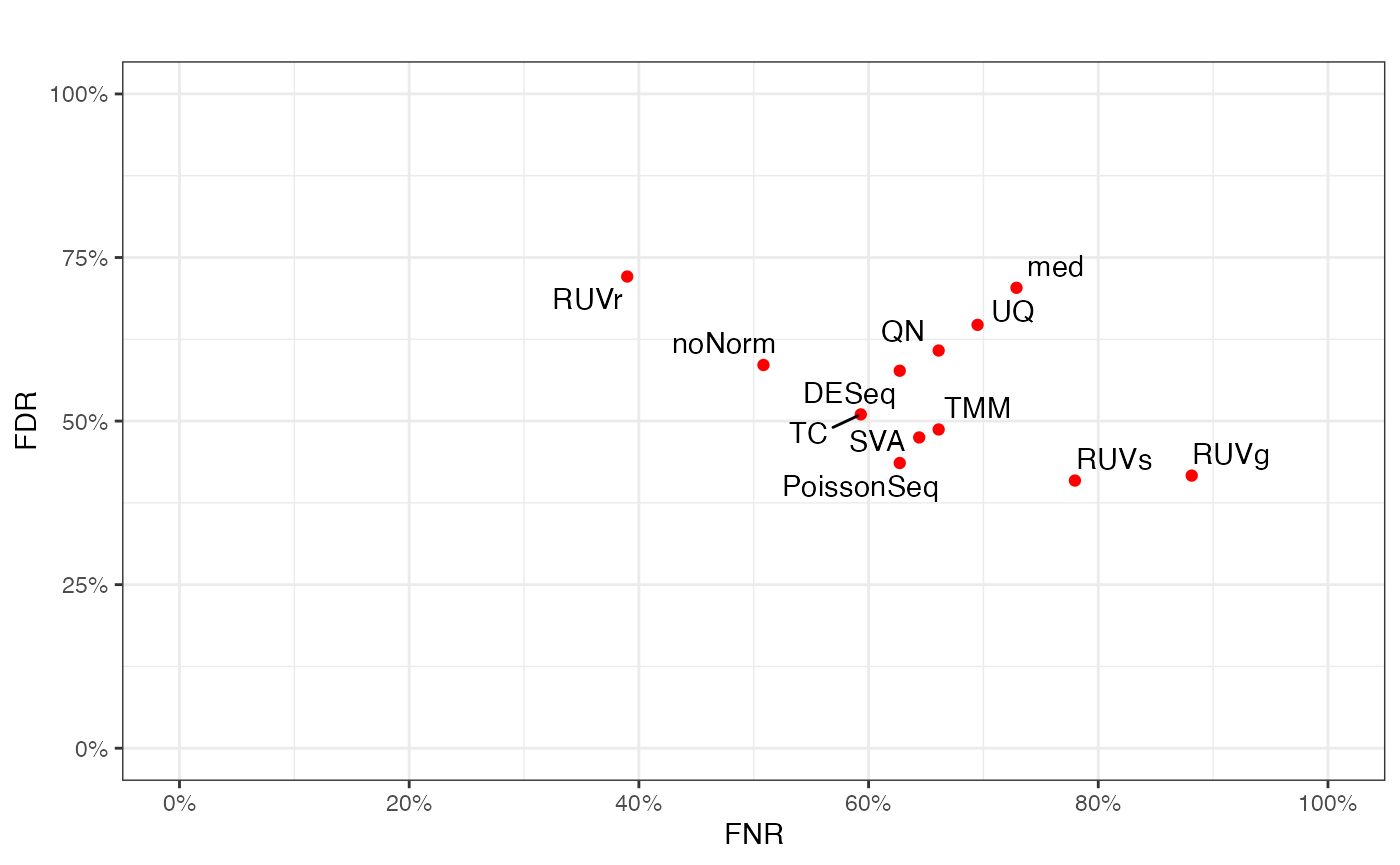 100%
75%
50%
25%
0%
FDR
med
RUVr
UQ
QN
noNorm
DESeq
TMM
TC
SVA
RUVs
RUVg
PoissonSeq
0%
20%
40%
60%
80%
100%
FNR